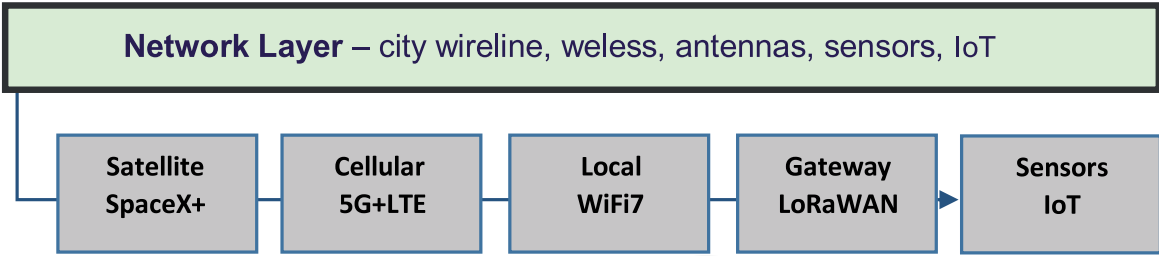 Network Layer – city wireline, weless, antennas, sensors, IoT
Satellite
SpaceX+
Cellular
5G+LTE
Local
WiFi7
Gateway
LoRaWAN
Sensors
IoT